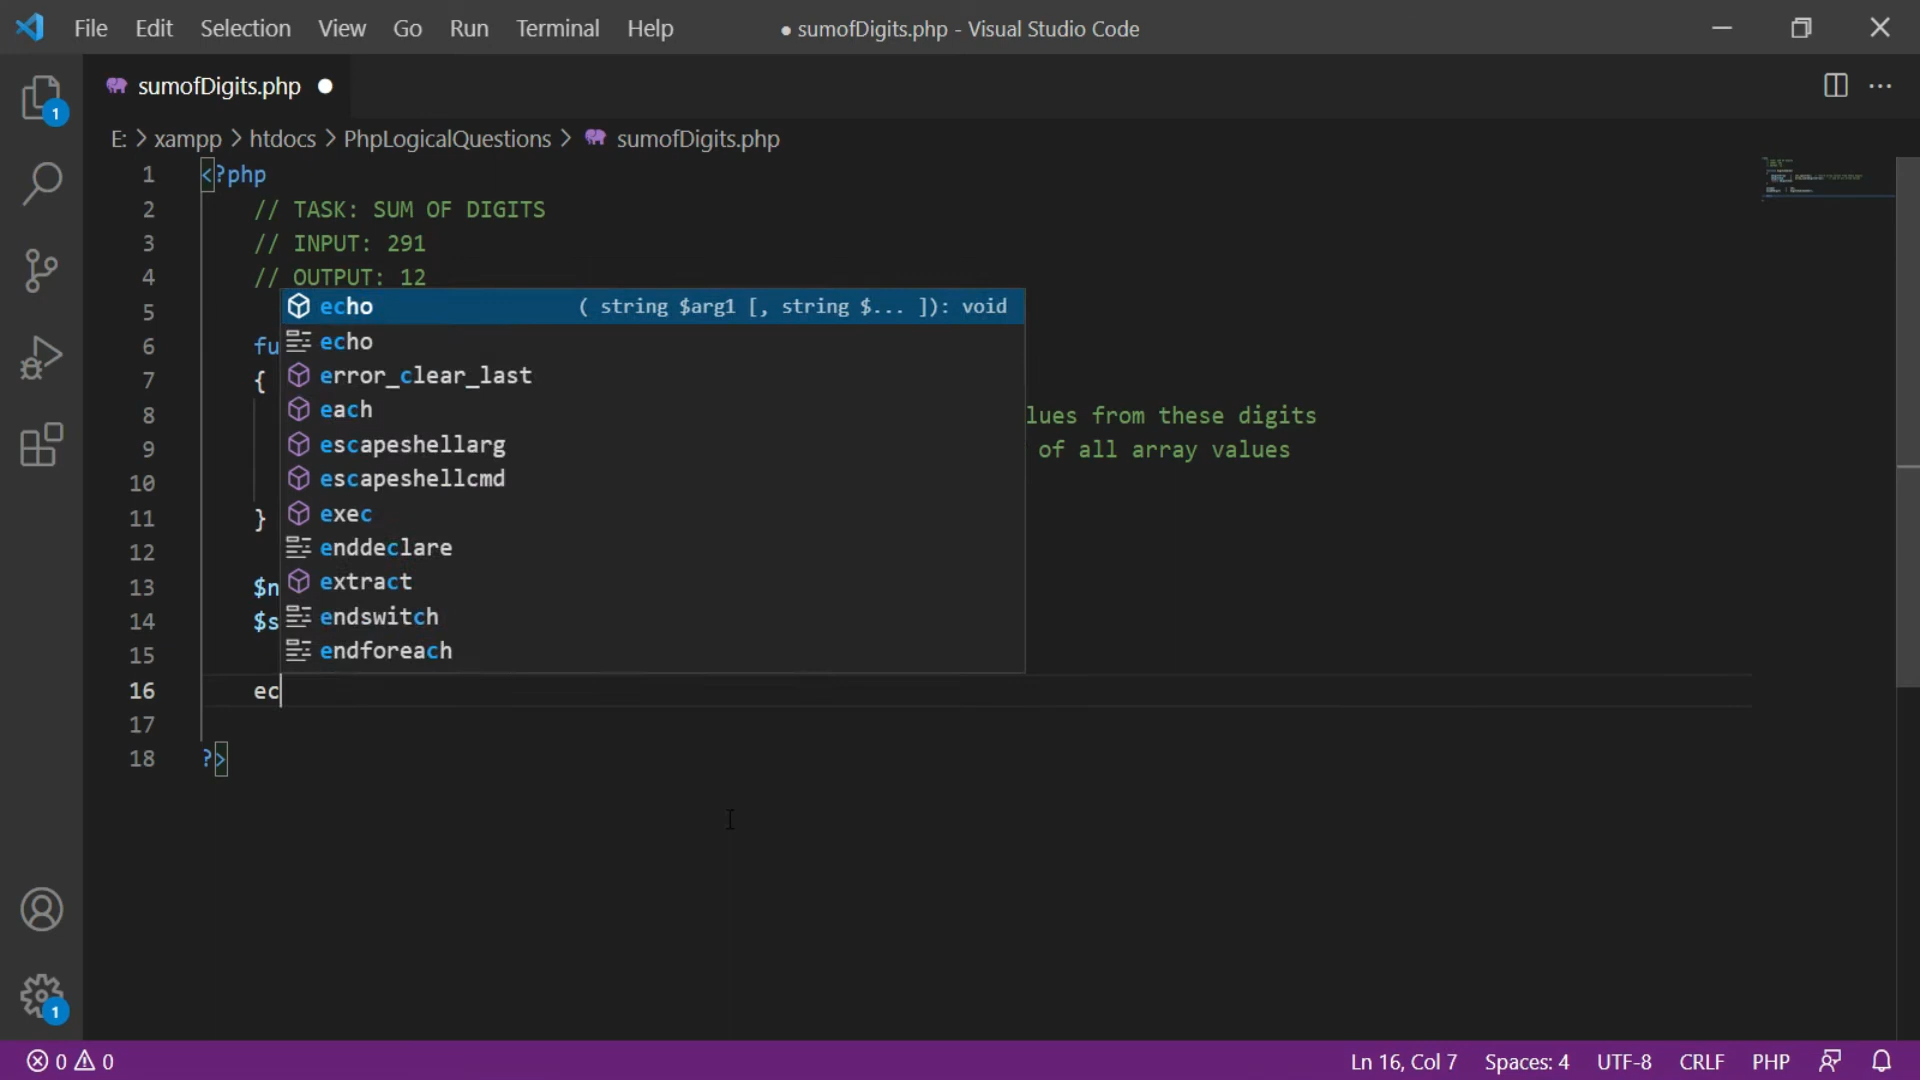 File Edit Selection View Go Run Terminal Help ● sumofDigits.php - Visual Studio Code
sumofDigits.php ●
E: > xampp > htdocs > PhpLogicalQuestions > sumofDigits.php
1 <?php
2 // TASK: SUM OF DIGITS
3 // INPUT: 291
4 // OUTPUT: 12
5 echo ( string $arg1 [, string $... ]): void
6 fu echo
7 { error_clear_last
8 each lues from these digits
9 escapeshellarg of all array values
10 escapeshellcmd
11 } exec
12 enddeclare
13 $n extract
14 $s endswitch
15 endforeach
16 ec
17
18 ?>
1
1
0 0 Ln 16, Col 7 Spaces: 4 UTF-8 CRLF PHP